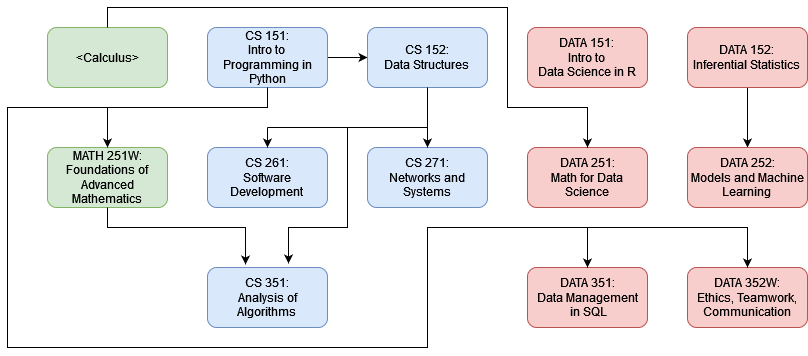 <Calculus>
CS 151:
Intro to
Programming in
Python
CS 152:
Data Structures
DATA 151:
Intro to
Data Science in R
DATA 152:
Inferential Statistics
MATH 251W:
Foundations of
Advanced
Mathematics
CS 261:
Software
Development
CS 271:
Networks and
Systems
DATA 251:
Math for Data
Science
DATA 252:
Models and Machine
Learning
CS 351:
Analysis of
Algorithms
DATA 351:
Data Management
in SQL
DATA 352W:
Ethics, Teamwork,
Communication